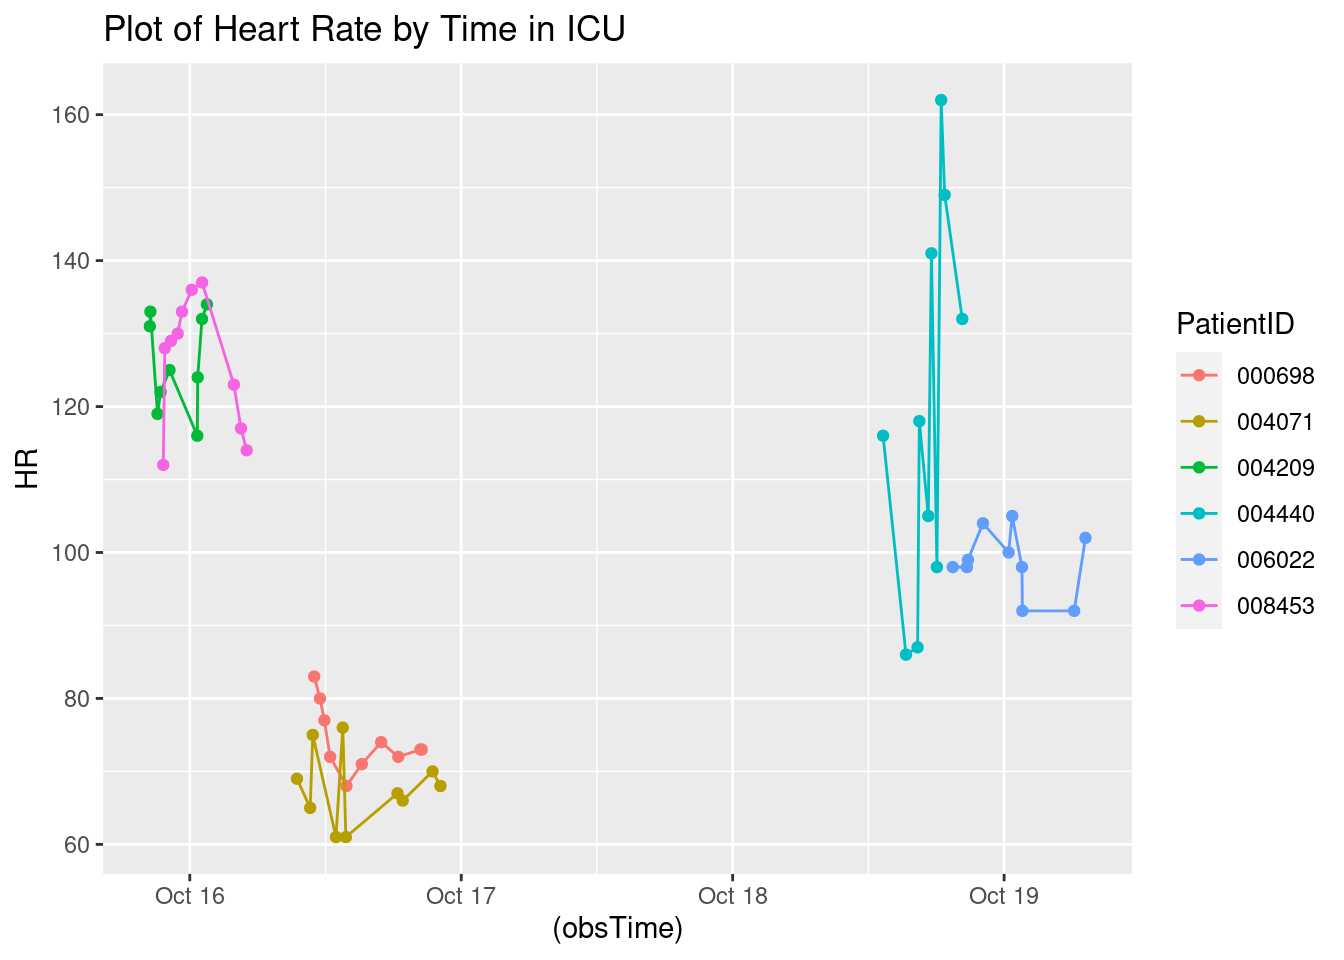 Plot of Heart Rate by Time in ICU
160
140
120
100
80
60
HR
Oct 16
Oct 17
Oct 18
Oct 19
(obsTime)
PatientID
000698
004071
004209
004440
006022
008453